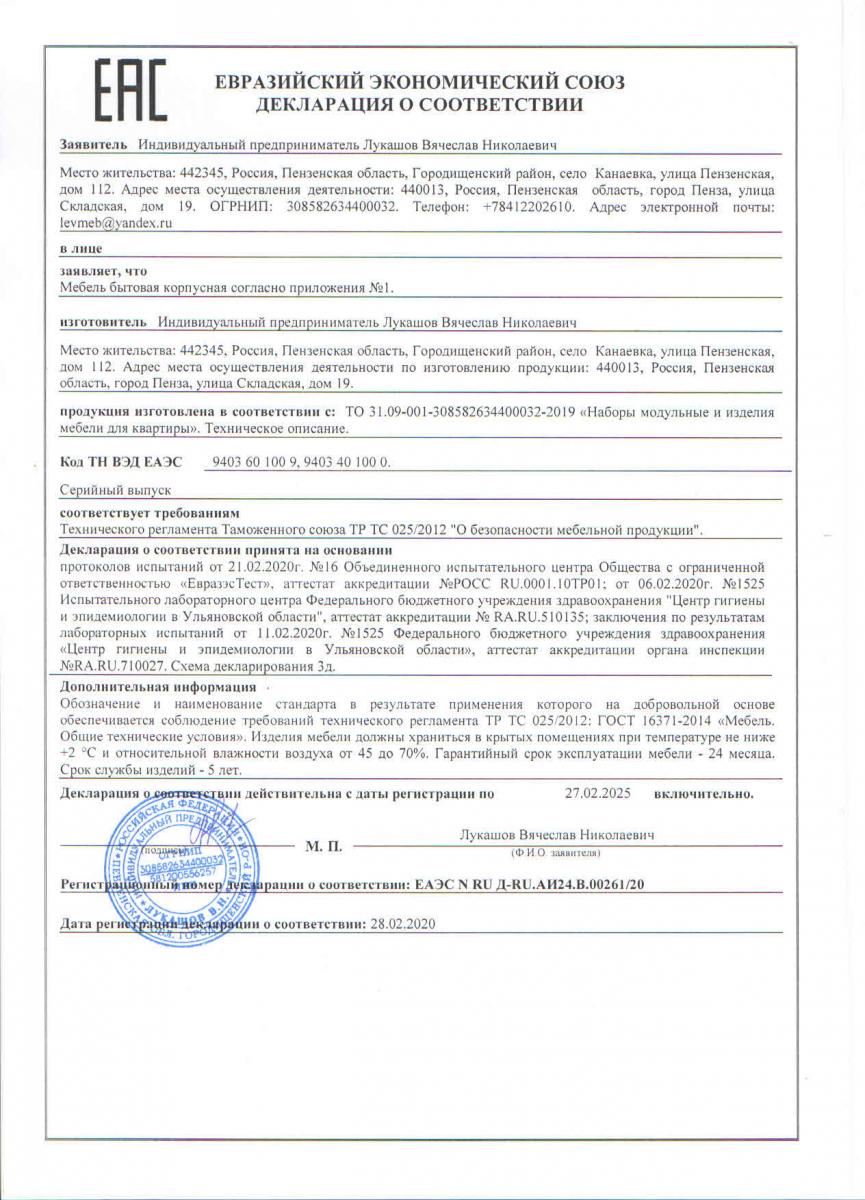 ЕАС
ЕВРАЗИЙСКИЙ ЭКОНОМИЧЕСКИЙ СОЮЗ
ДЕКЛАРАЦИЯ О СООТВЕТСТВИИ
Заявитель Индивидуальный предприниматель Лукашов Вячеслав Николаевич
Место жительства: 442345, Россия, Пензенская область, Городищенский район, село Канаевка, улица Пензенская,
дом 112. Адрес места осуществления деятельности: 440013, Россия, Пензенская область, город Пенза, улица
Складская, дом 19. ОГРНИП: 308582634400032. Телефон: +78412202610. Адрес электронной почты:
levmeb@yandex.ru
в лице
заявляет, что
Мебель бытовая корпусная согласно приложения №1.
изготовитель Индивидуальный предприниматель Лукашов Вячеслав Николаевич
Место жительства: 442345, Россия, Пензенская область, Городищенский район, село Канаевка, улица Пензенская,
дом 112. Адрес места осуществления деятельности по изготовлению продукции: 440013, Россия, Пензенская
область, город Пенза, улица Складская, дом 19.
продукция изготовлена в соответствии с: ТО 31.09-001-308582634400032-2019 «Наборы модульные и изделия
мебели для квартиры». Техническое описание.
Код ТН ВЭД ЕАЭС 9403 60 100 9, 9403 40 100 0.
Серийный выпуск
соответствует требованиям
Технического регламента Таможенного союза ТР ТС 025/2012 "О безопасности мебельной продукции".
Декларация о соответствии принята на основании
протоколов испытаний от 21.02.2020г. №16 Объединенного испытательного центра Общества с ограниченной
ответственностью «ЕвразэсТест», аттестат аккредитации №РОСС RU.0001.10ТР01; от 06.02.2020г. №1525
Испытательного лабораторного центра Федерального бюджетного учреждения здравоохранения "Центр гигиены
и эпидемиологии в Ульяновской области", аттестат аккредитации № RA.RU.510135; заключения по результатам
лабораторных испытаний от 11.02.2020г. №1525 Федерального бюджетного учреждения здравоохранения
«Центр гигиены и эпидемиологии в Ульяновской области», аттестат аккредитации органа инспекции
№RA.RU.710027. Схема декларирования 3д.
Дополнительная информация
Обозначение и наименование стандарта в результате применения которого на добровольной основе
обеспечивается соблюдение требований технического регламента ТР ТС 025/2012: ГОСТ 16371-2014 «Мебель.
Общие технические условия». Изделия мебели должны храниться в крытых помещениях при температуре не ниже
+2 °С и относительной влажности воздуха от 45 до 70%. Гарантийный срок эксплуатации мебели - 24 месяца.
Срок службы изделий - 5 лет.
Декларация о соответствии действительна с даты регистрации по 27.02.2025 включительно.
Лукашов Вячеслав Николаевич
(подпись) М. П. (Ф.И.О. заявителя)
РОССИЙСКАЯ ФЕДЕРАЦИЯ
ИНДИВИДУАЛЬНЫЙ ПРЕДПРИНИМАТЕЛЬ
ОГРНИП
308582634400032
581200556257
ЛУКАШОВ В.Н.
Регистрационный номер декларации о соответствии: ЕАЭС N RU Д-RU.АИ24.В.00261/20
Дата регистрации декларации о соответствии: 28.02.2020